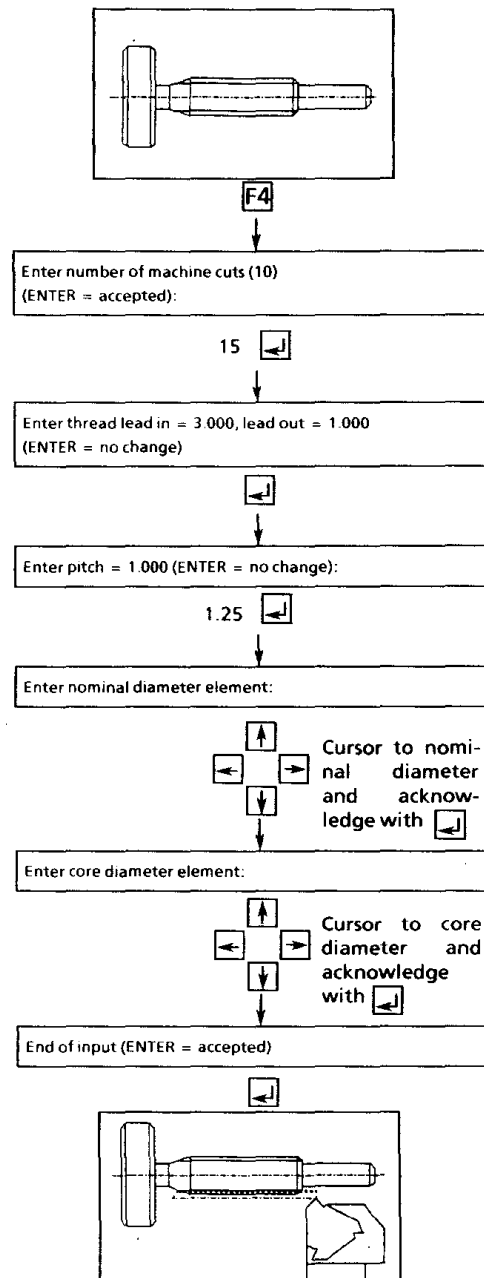 F4
Enter number of machine cuts (10)
(ENTER = accepted):
15
Enter thread lead in = 3.000, lead out = 1.000
(ENTER = no change)
Enter pitch = 1.000 (ENTER = no change):
1.25
Enter nominal diameter element:
Cursor to nomi-
nal diameter
and acknow-
ledge with
Enter core diameter element:
Cursor to core
diameter and
acknowledge
with
End of input (ENTER = accepted)